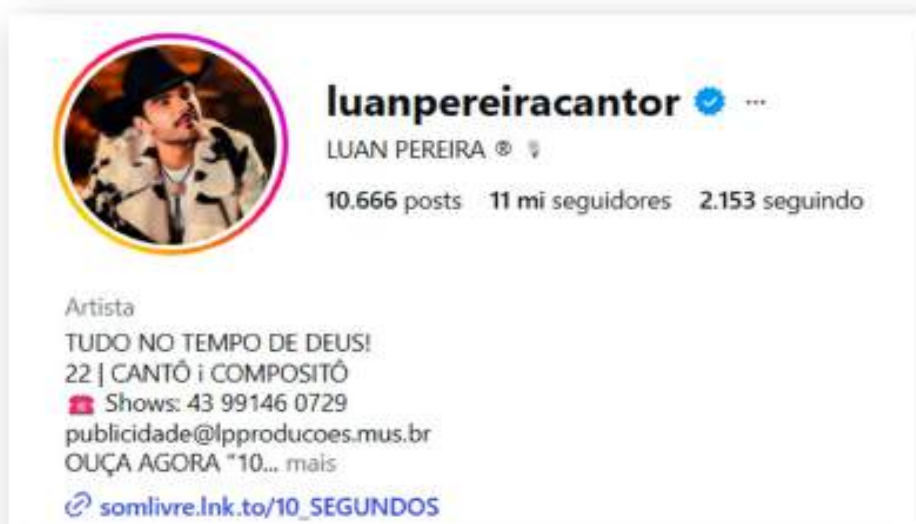 luanpereiracantor
LUAN PEREIRA ®
10.666 posts 11 mi seguidores 2.153 seguindo
Artista
TUDO NO TEMPO DE DEUS!
22 | CANTÔ i COMPOSITÔ
Shows: 43 99146 0729
publicidade@lpproducoes.mus.br
OUÇA AGORA "10... mais
somlivre.lnk.to/10_SEGUNDOS